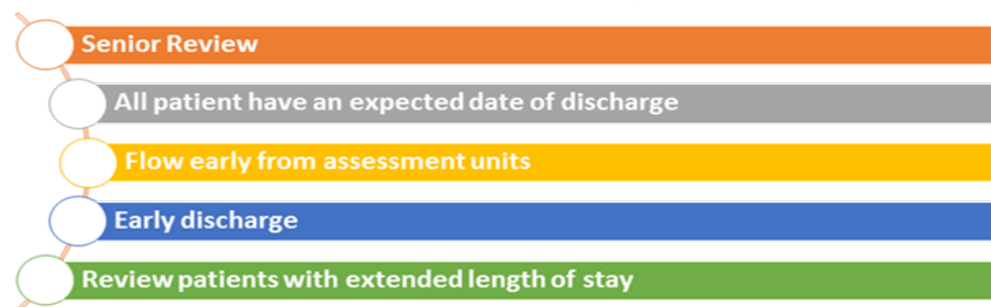 Senior Review
All patient have an expected date of discharge
Flow early from assessment units
Early discharge
Review patients with extended length of stay